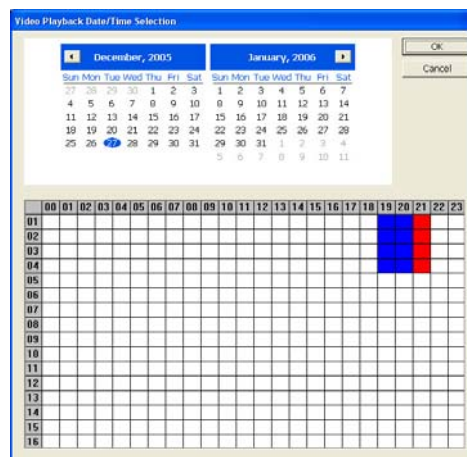 Video Playback Date/Time Selection
OK
Cancel
December, 2005 January, 2006
Sun Mon Tue Wed Thu Fri Sat Sun Mon Tue Wed Thu Fri Sat
27 28 29 30 1 2 3 1 2 3 4 5 6 7
4 5 6 7 8 9 10 8 9 10 11 12 13 14
11 12 13 14 15 16 17 15 16 17 18 19 20 21
18 19 20 21 22 23 24 22 23 24 25 26 27 28
25 26 27 28 29 30 31 29 30 31 1 2 3 4
5 6 7 8 9 10 11
00 01 02 03 04 05 06 07 08 09 10 11 12 13 14 15 16 17 18 19 20 21 22 23
01
02
03
04
05
06
07
08
09
10
11
12
13
14
15
16